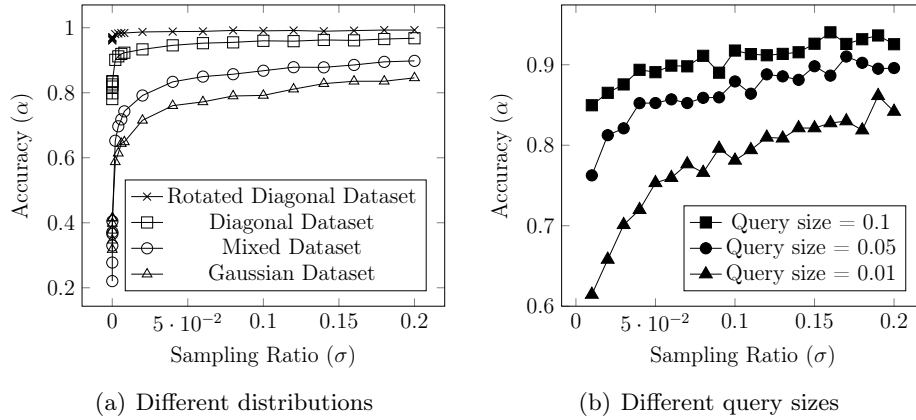 1
0.8
0.6
0.4
0.2
Accuracy (α)
Rotated Diagonal Dataset
Diagonal Dataset
Mixed Dataset
Gaussian Dataset
0
5 · 10⁻²
0.1
0.15
0.2
Sampling Ratio (σ)
(a) Different distributions
0.9
0.8
0.7
0.6
Accuracy (α)
Query size = 0.1
Query size = 0.05
Query size = 0.01
0
5 · 10⁻²
0.1
0.15
0.2
Sampling Ratio (σ)
(b) Different query sizes